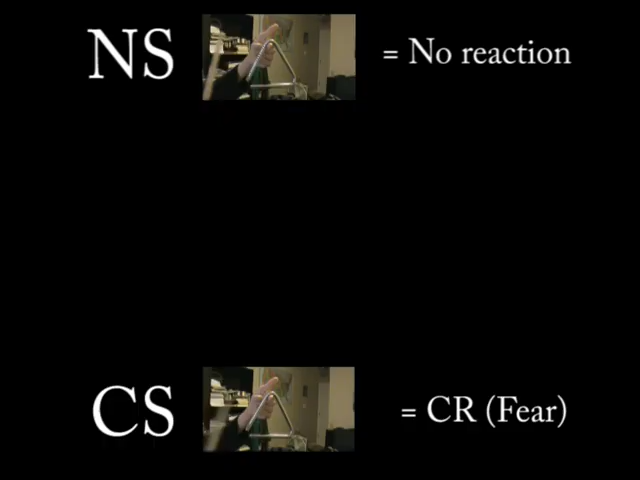 NS = No reaction
CS = CR (Fear)